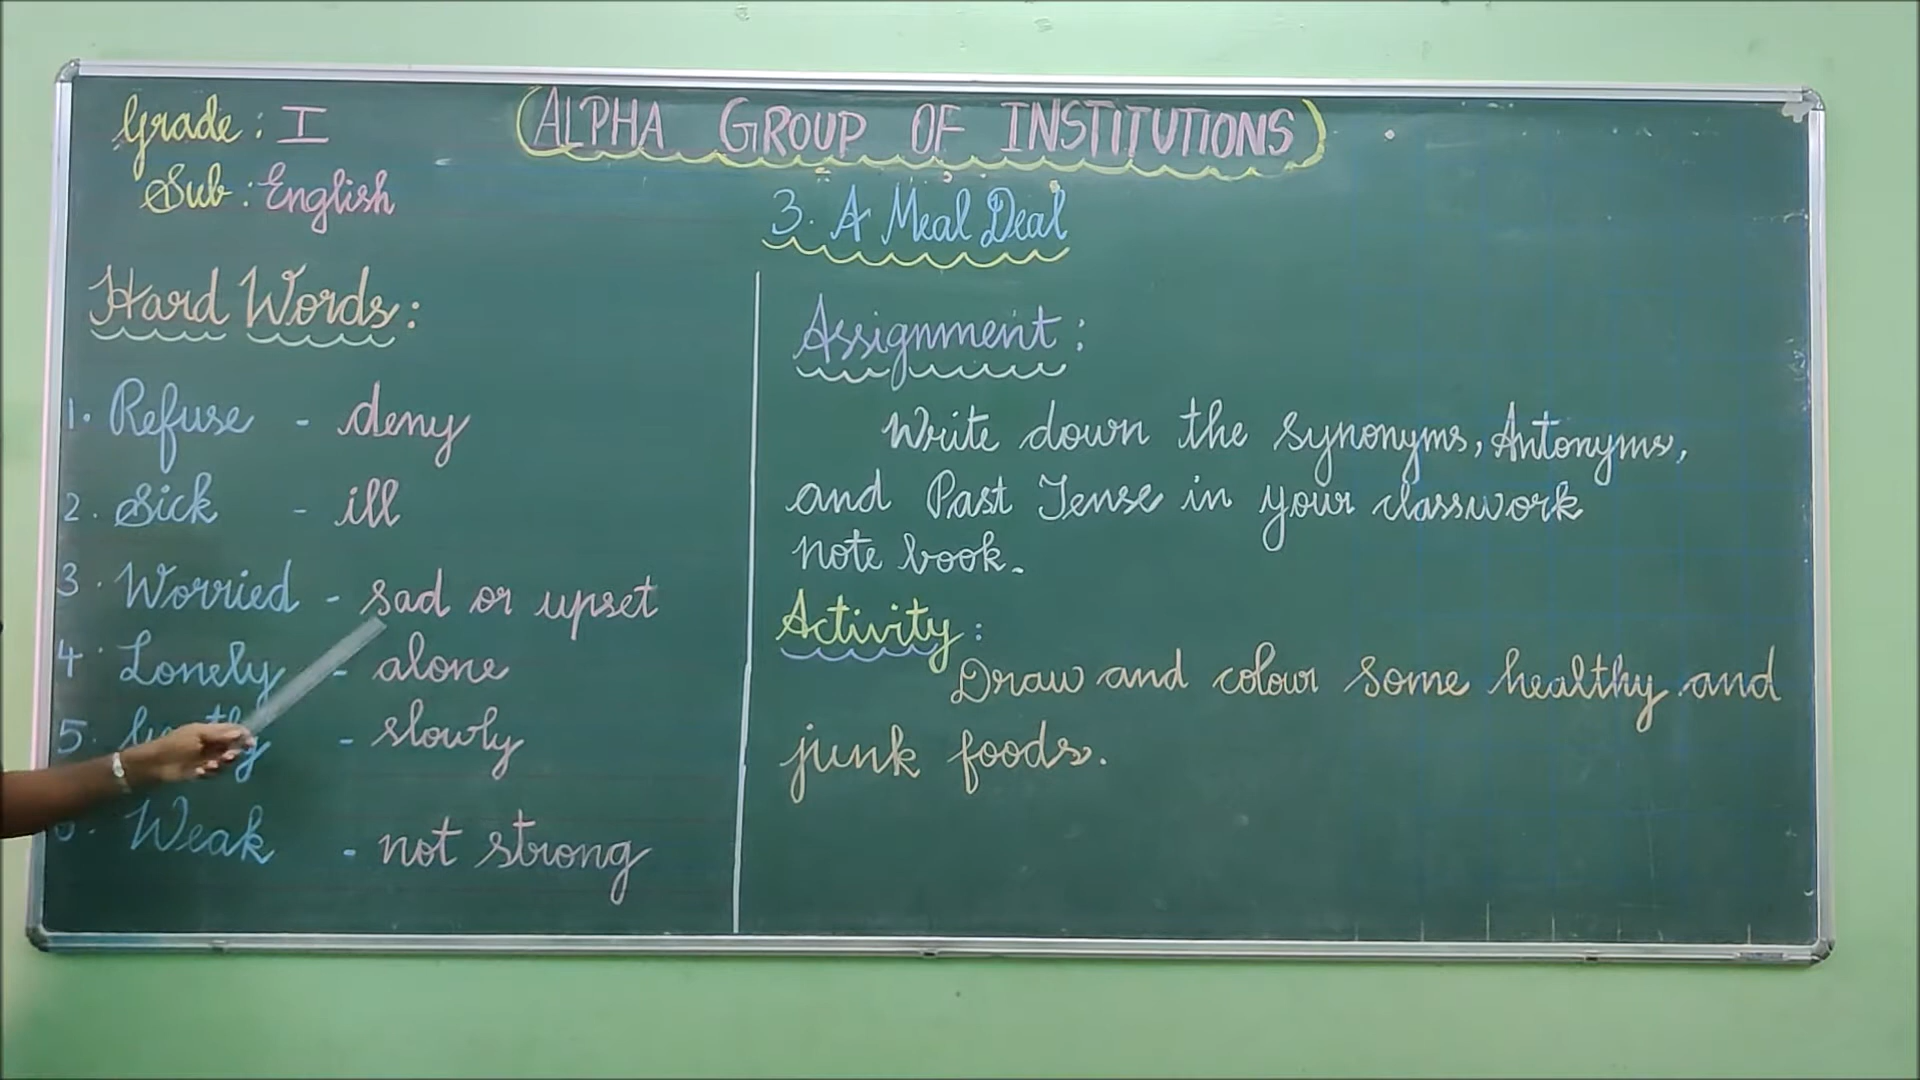 Grade : I
Sub : English
ALPHA GROUP OF INSTITUTIONS
3. A Meal Deal
Hard Words :
1. Refuse - deny
2. Sick - ill
3. Worried - sad or upset
4. Lonely - alone
5. - slowly
6. Weak - not strong
Assignment :
Write down the synonyms, Antonyms,
and Past Tense in your classwork
note book.
Activity :
Draw and colour some healthy and
junk foods.